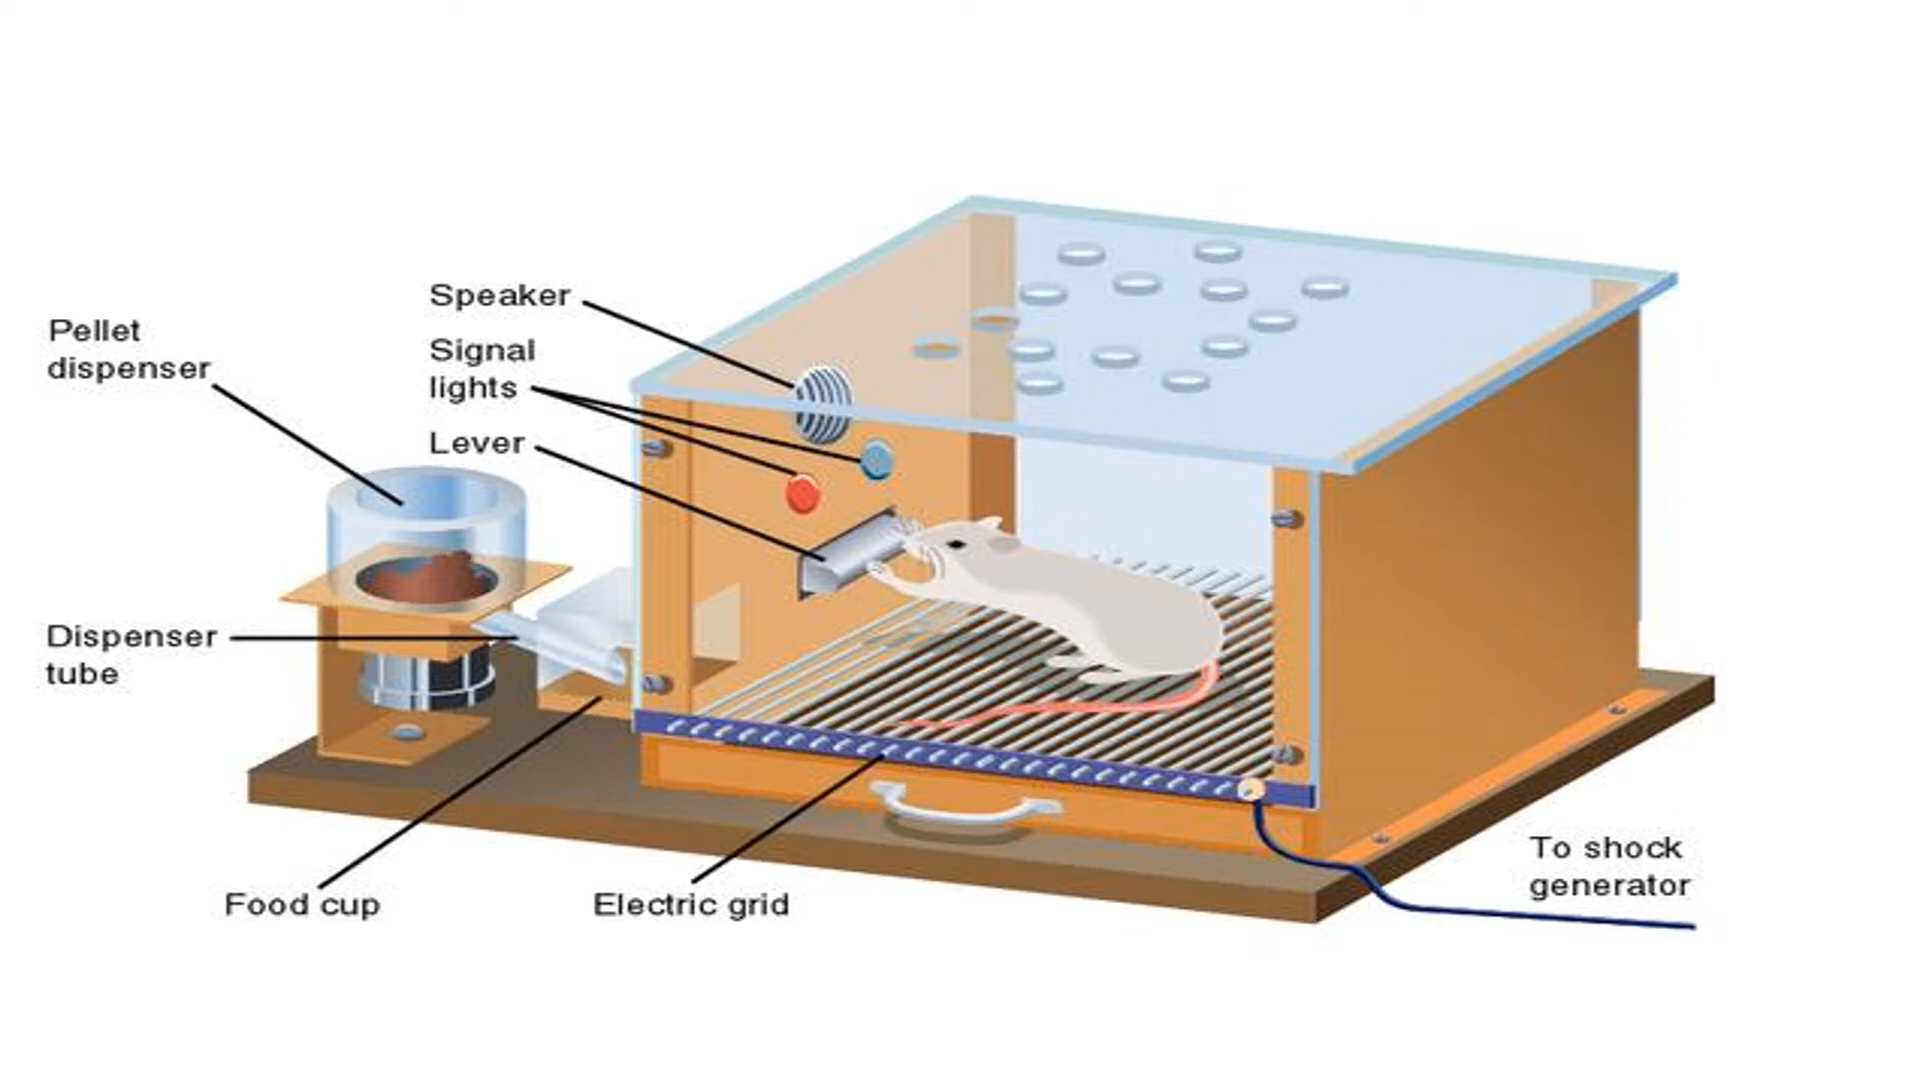 Speaker
Signal
lights
Lever
Pellet
dispenser
Dispenser
tube
Food cup
Electric grid
To shock
generator